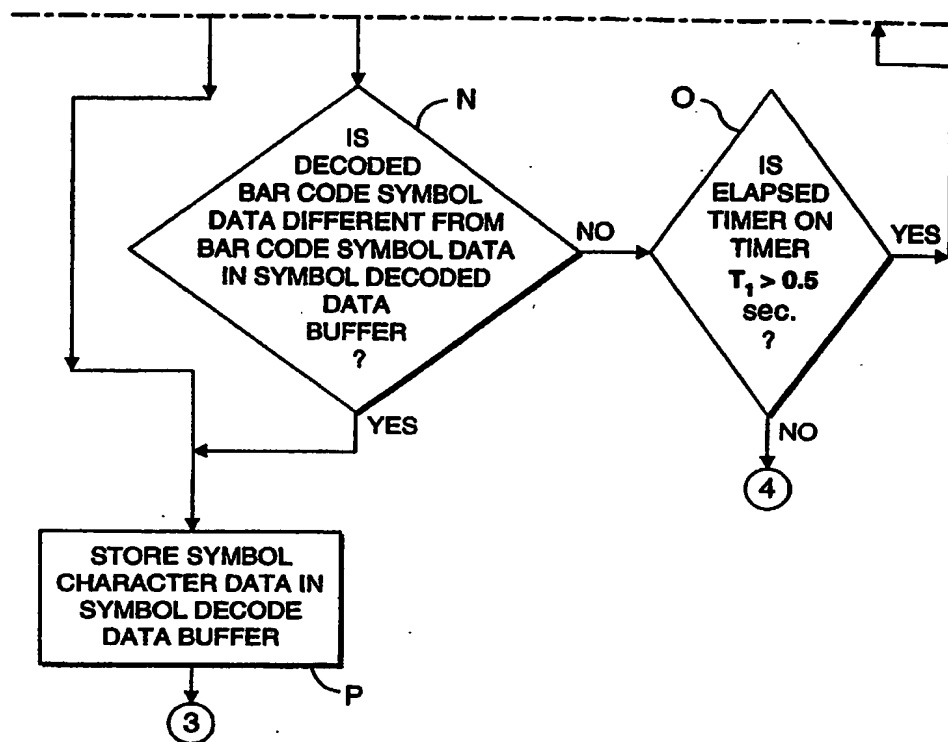 N
IS
DECODED
BAR CODE SYMBOL
DATA DIFFERENT FROM
BAR CODE SYMBOL DATA
IN SYMBOL DECODED
DATA
BUFFER
?
NO
YES
O
IS
ELAPSED
TIMER ON
TIMER
T1 > 0.5
sec.
?
YES
NO
4
STORE SYMBOL
CHARACTER DATA IN
SYMBOL DECODE
DATA BUFFER
P
3